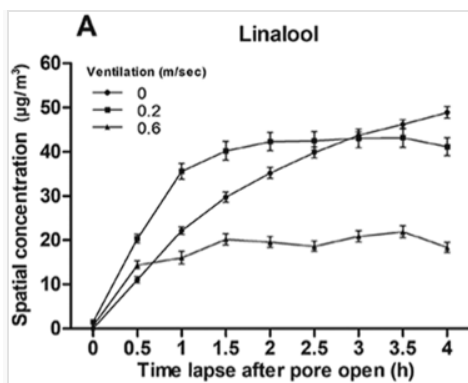 A
Linalool
Ventilation (m/sec)
0
0.2
0.6
Spatial concentration (µg/m³)
60
50
40
30
20
10
0
0 0.5 1 1.5 2 2.5 3 3.5 4
Time lapse after pore open (h)